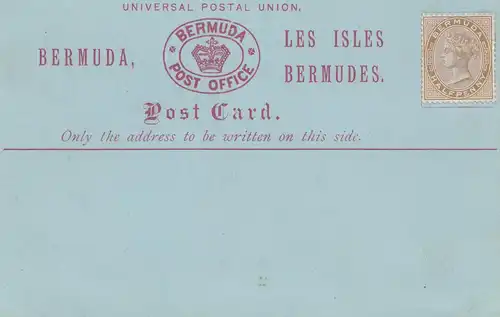 UNIVERSAL POSTAL UNION,
BERMUDA,
BERMUDA
POST OFFICE
LES ISLES
BERMUDES.
BERMUDA
HALFPENNY
Post Card.
Only the address to be written on this side.